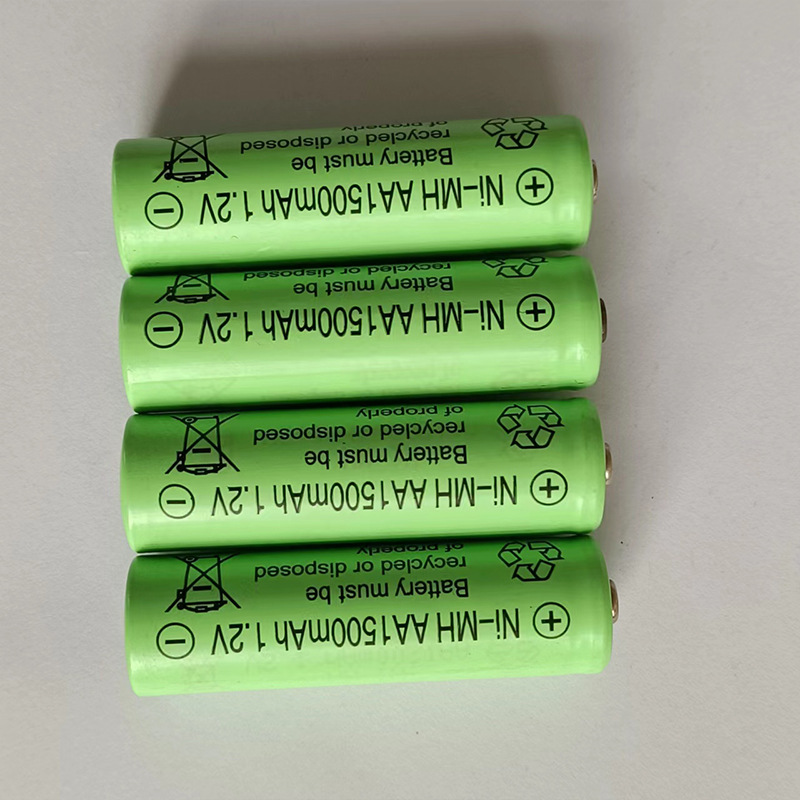 + Ni–MH AA1500mAh 1.2V −
Battery must be
recycled or disposed
of properly
+ Ni–MH AA1500mAh 1.2V −
Battery must be
recycled or disposed
of properly
+ Ni–MH AA1500mAh 1.2V −
Battery must be
recycled or disposed
+ Ni–MH AA1500mAh 1.2V −
Battery must be
recycled or disposed
of properly